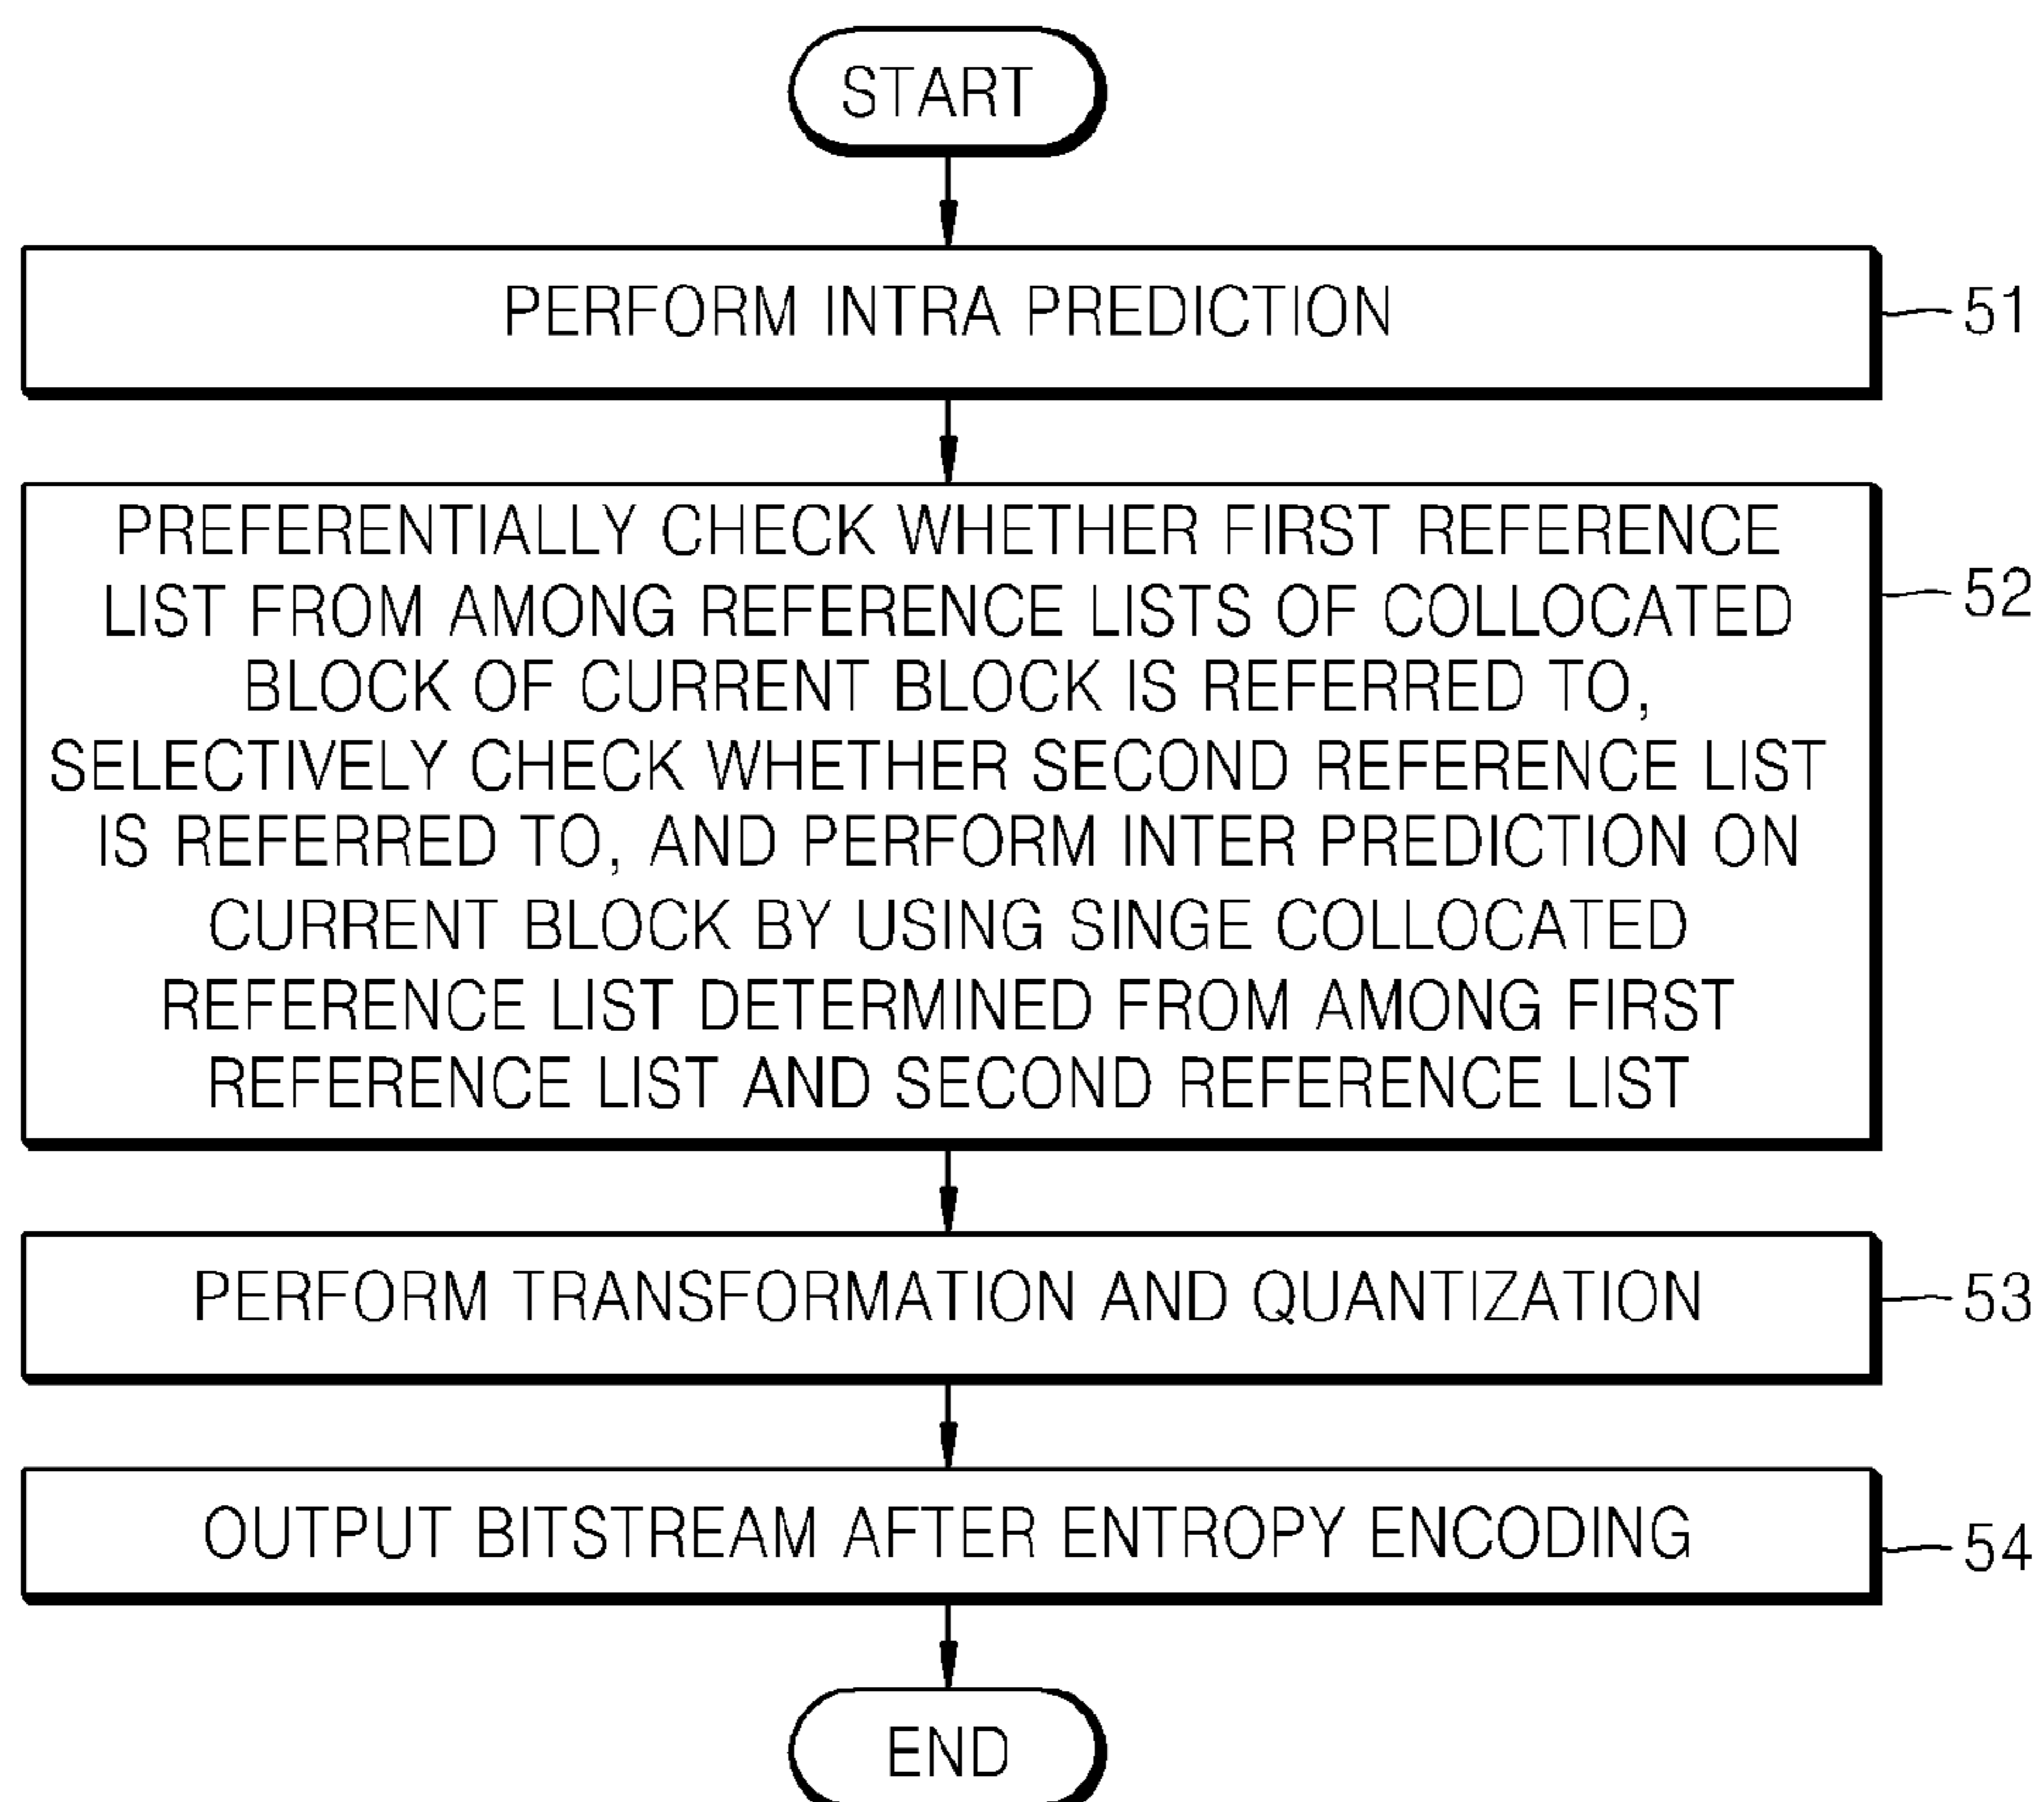 START
PERFORM INTRA PREDICTION
51
PREFERENTIALLY CHECK WHETHER FIRST REFERENCE
LIST FROM AMONG REFERENCE LISTS OF COLLOCATED
BLOCK OF CURRENT BLOCK IS REFERRED TO,
SELECTIVELY CHECK WHETHER SECOND REFERENCE LIST
IS REFERRED TO, AND PERFORM INTER PREDICTION ON
CURRENT BLOCK BY USING SINGE COLLOCATED
REFERENCE LIST DETERMINED FROM AMONG FIRST
REFERENCE LIST AND SECOND REFERENCE LIST
52
PERFORM TRANSFORMATION AND QUANTIZATION
53
OUTPUT BITSTREAM AFTER ENTROPY ENCODING
54
END